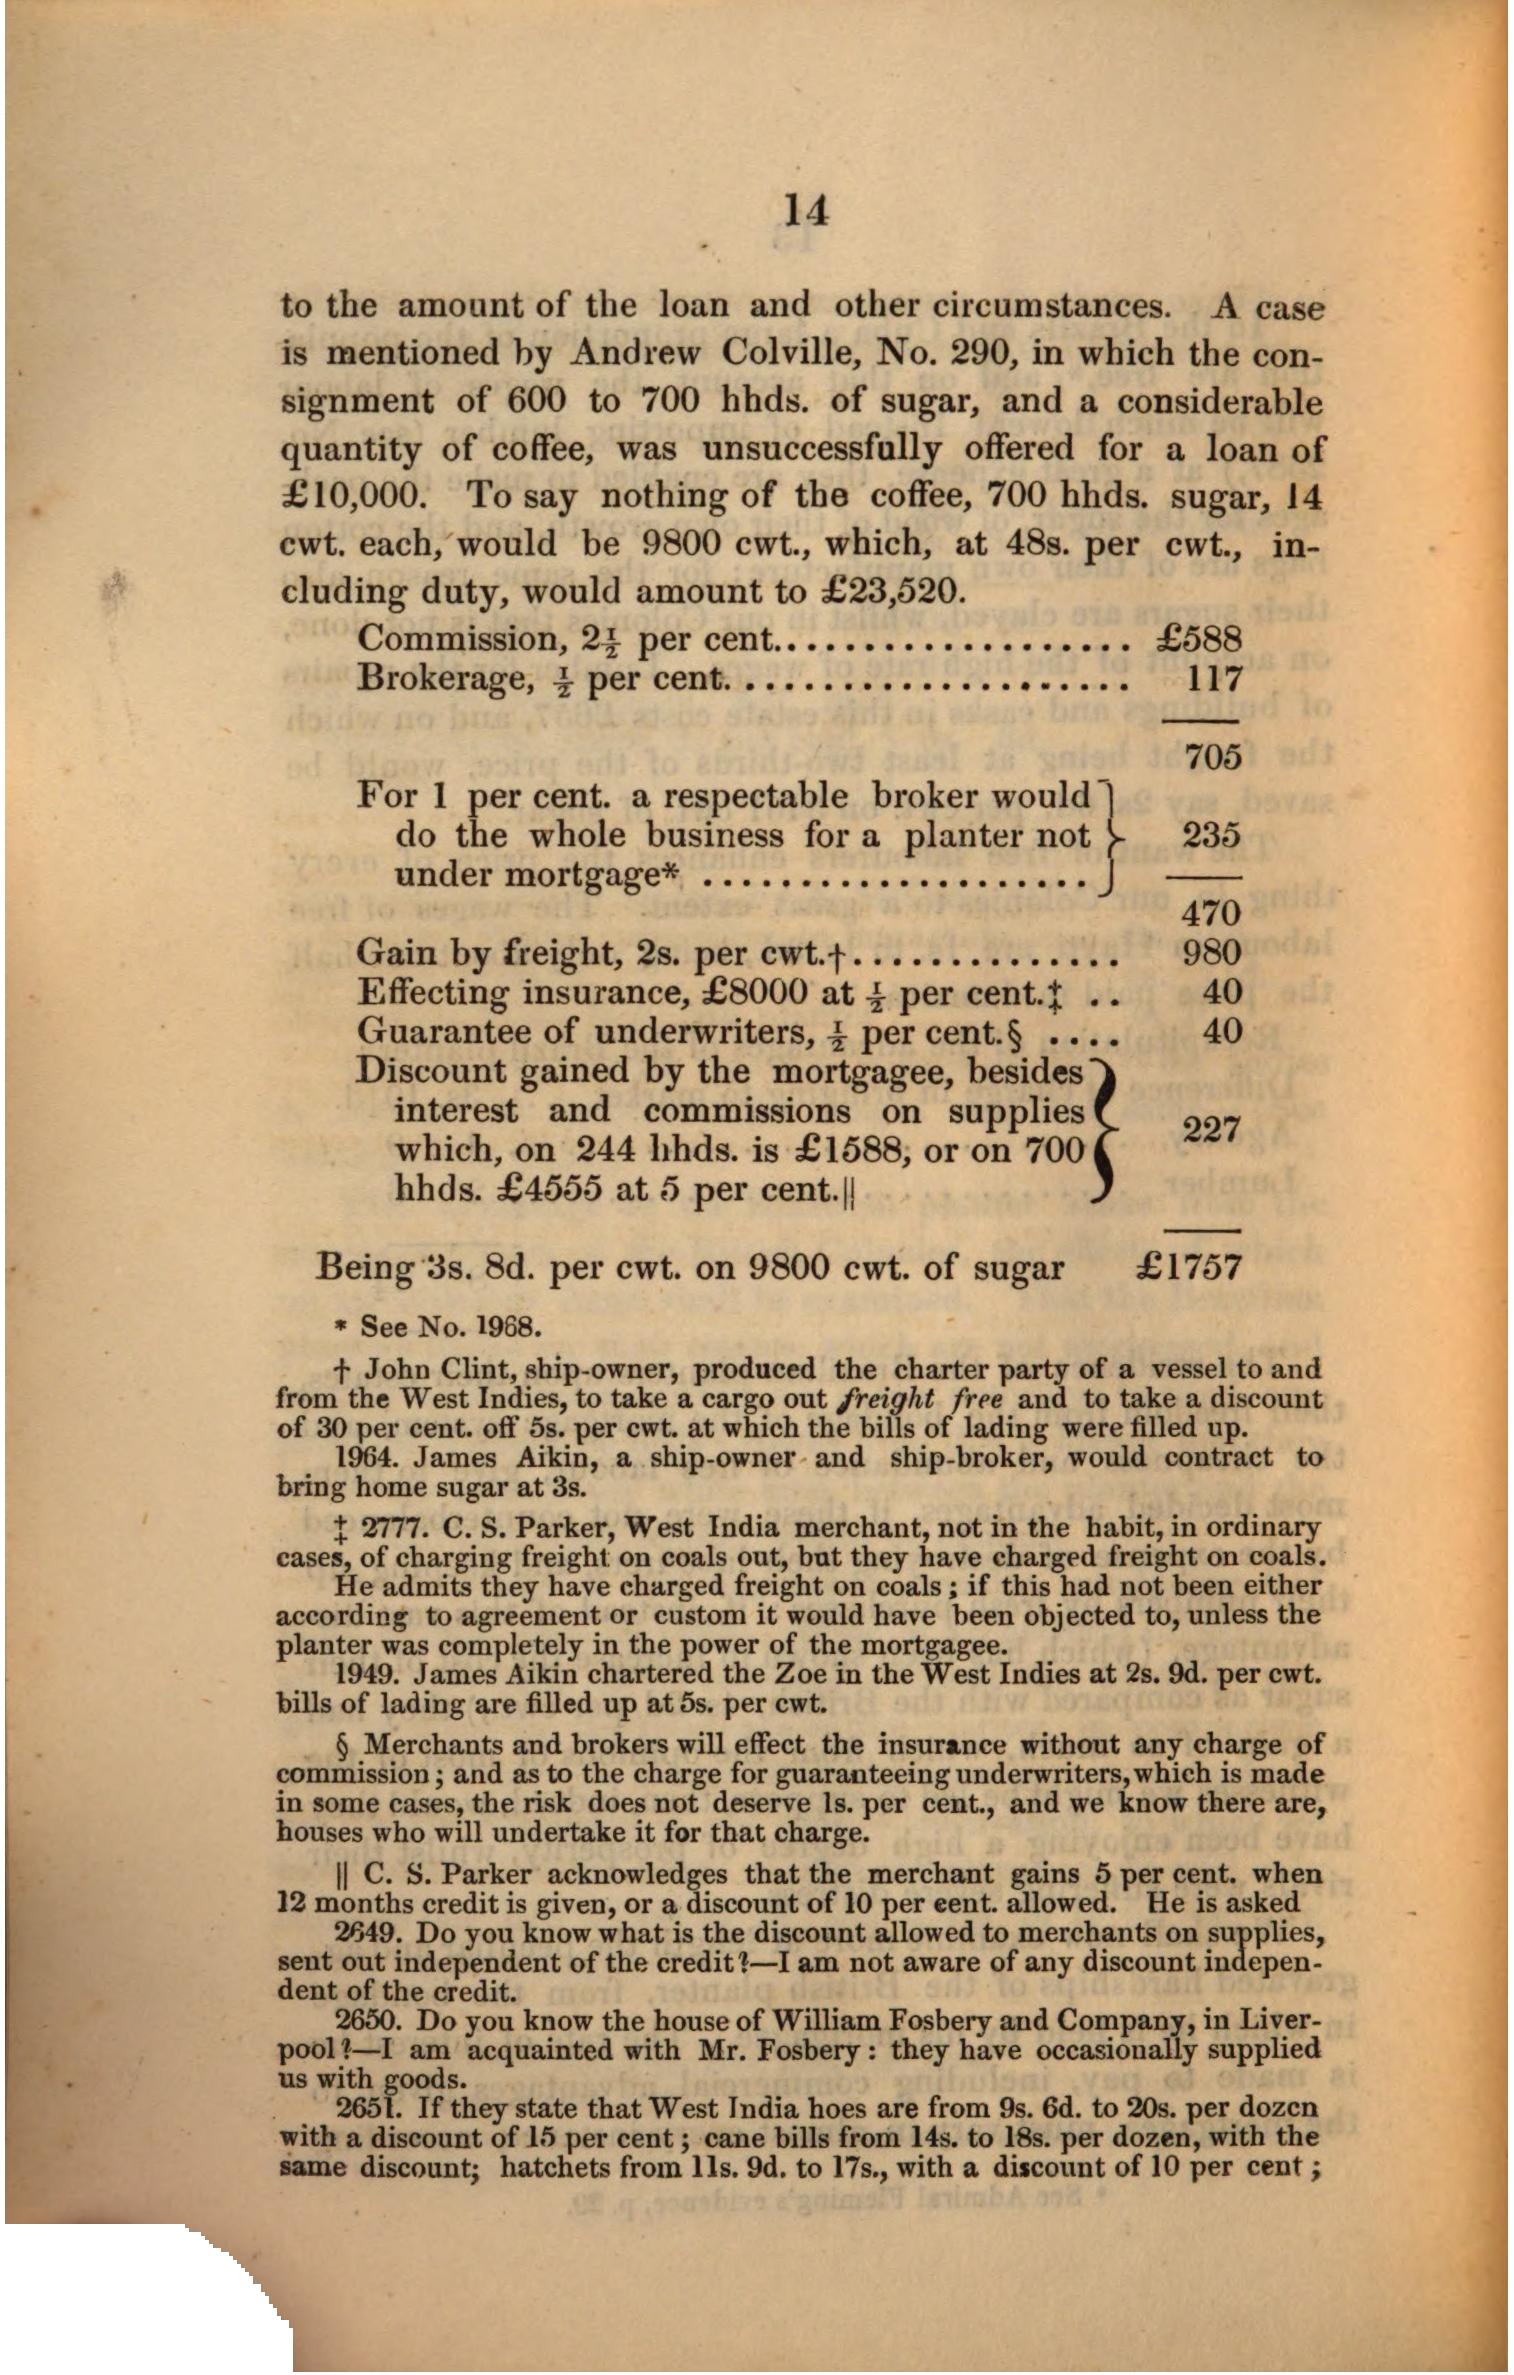 14
to the amount of the loan and other circumstances. A case
is mentioned by Andrew Colville, No. 290, in which the con-
signment of 600 to 700 hhds. of sugar, and a considerable
quantity of coffee, was unsuccessfully offered for a loan of
£10,000. To say nothing of the coffee, 700 hhds. sugar, 14
cwt. each, would be 9800 cwt., which, at 48s. per cwt., in-
cluding duty, would amount to £23,520.
Commission, 2½ per cent................... £588
Brokerage, ½ per cent. .................... 117
705
For 1 per cent. a respectable broker would
do the whole business for a planter not 235
under mortgage* ....................
470
Gain by freight, 2s. per cwt.†.............. 980
Effecting insurance, £8000 at ½ per cent.‡ .. 40
Guarantee of underwriters, ½ per cent.§ .... 40
Discount gained by the mortgagee, besides
interest and commissions on supplies
which, on 244 hhds. is £1588, or on 700 227
hhds. £4555 at 5 per cent.||
Being 3s. 8d. per cwt. on 9800 cwt. of sugar £1757
* See No. 1968.
† John Clint, ship-owner, produced the charter party of a vessel to and
from the West Indies, to take a cargo out freight free and to take a discount
of 30 per cent. off 5s. per cwt. at which the bills of lading were filled up.
1964. James Aikin, a ship-owner and ship-broker, would contract to
bring home sugar at 3s.
‡ 2777. C. S. Parker, West India merchant, not in the habit, in ordinary
cases, of charging freight on coals out, but they have charged freight on coals.
He admits they have charged freight on coals; if this had not been either
according to agreement or custom it would have been objected to, unless the
planter was completely in the power of the mortgagee.
1949. James Aikin chartered the Zoe in the West Indies at 2s. 9d. per cwt.
bills of lading are filled up at 5s. per cwt.
§ Merchants and brokers will effect the insurance without any charge of
commission; and as to the charge for guaranteeing underwriters, which is made
in some cases, the risk does not deserve 1s. per cent., and we know there are,
houses who will undertake it for that charge.
|| C. S. Parker acknowledges that the merchant gains 5 per cent. when
12 months credit is given, or a discount of 10 per cent. allowed. He is asked
2649. Do you know what is the discount allowed to merchants on supplies,
sent out independent of the credit?—I am not aware of any discount indepen-
dent of the credit.
2650. Do you know the house of William Fosbery and Company, in Liver-
pool?—I am acquainted with Mr. Fosbery: they have occasionally supplied
us with goods.
2651. If they state that West India hoes are from 9s. 6d. to 20s. per dozen
with a discount of 15 per cent; cane bills from 14s. to 18s. per dozen, with the
same discount; hatchets from 11s. 9d. to 17s., with a discount of 10 per cent;